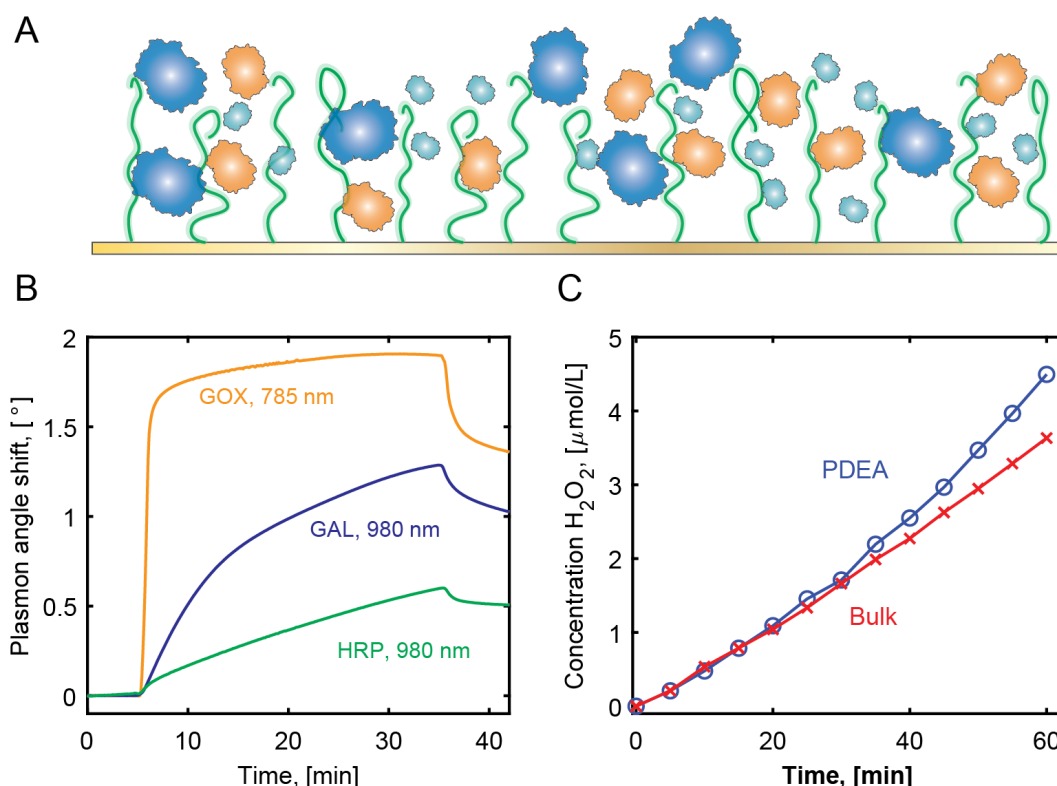 A
B
C
Plasmon angle shift, [°]
2
1.5
1
0.5
0
GOX, 785 nm
GAL, 980 nm
HRP, 980 nm
0
10
20
30
40
Time, [min]
Concentration H₂O₂, [μmol/L]
5
4
3
2
1
0
PDEA
Bulk
0
20
40
60
Time, [min]